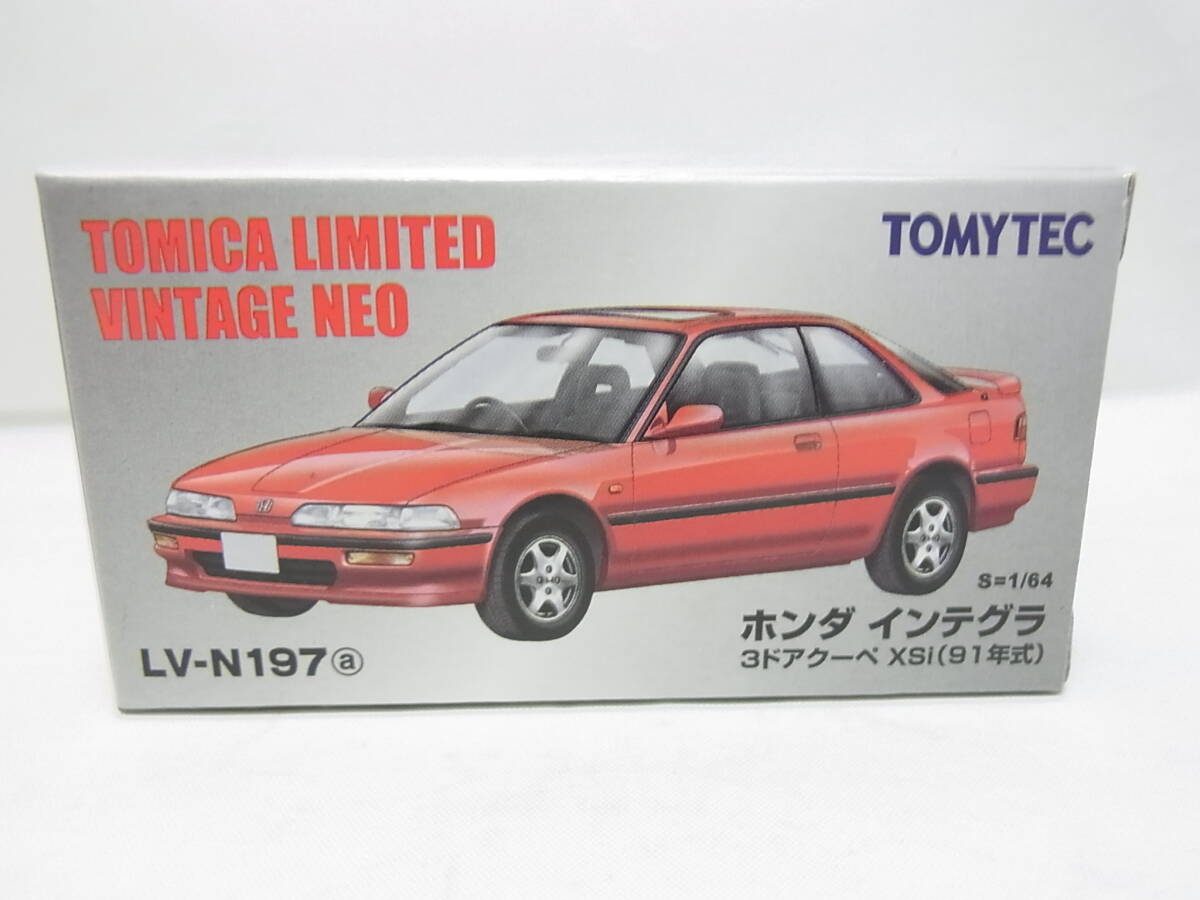 TOMICA LIMITED
VINTAGE NEO
TOMYTEC
S=1/64
ホンダ インテグラ
3ドアクーペ XSi(91年式)
LV-N197ⓐ